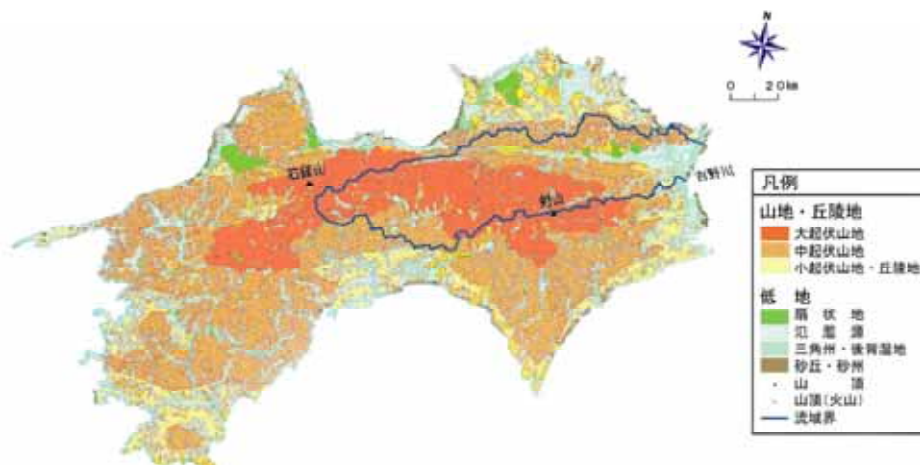 N
0 20km
石鎚山
剣山
吉野川
凡例
山地・丘陵地
大起伏山地
中起伏山地
小起伏山地・丘陵地
低 地
扇 状 地
氾 濫 源
三角州・後背湿地
砂丘・砂州
山 頂
山頂(火山)
流域界